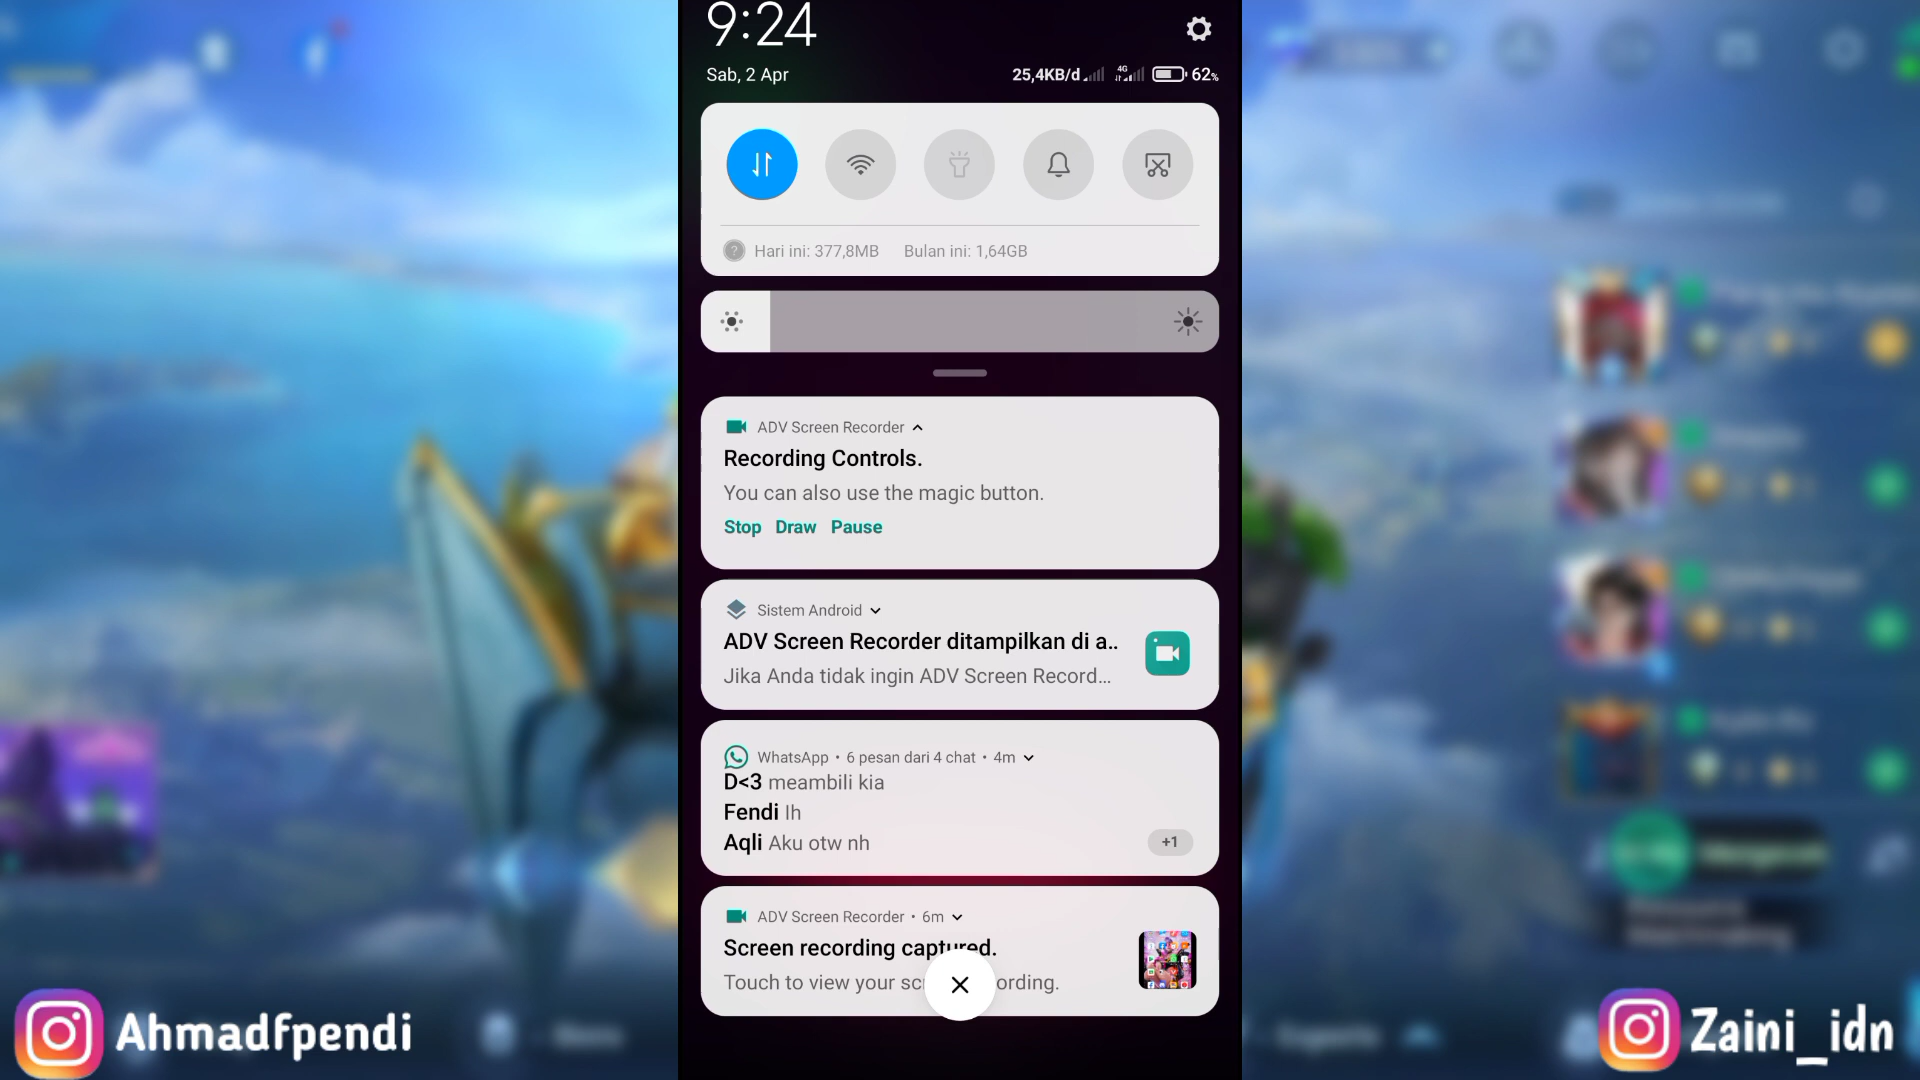 9:24
Sab, 2 Apr
25,4KB/d 4G 62%
Hari ini: 377,8MB Bulan ini: 1,64GB
ADV Screen Recorder
Recording Controls.
You can also use the magic button.
Stop Draw Pause
Sistem Android
ADV Screen Recorder ditampilkan di a..
Jika Anda tidak ingin ADV Screen Record...
WhatsApp • 6 pesan dari 4 chat • 4m
D<3 meambili kia
Fendi Ih
Aqli Aku otw nh
+1
ADV Screen Recorder • 6m
Screen recording captured.
Touch to view your
Ahmadfpendi
Zaini_idn